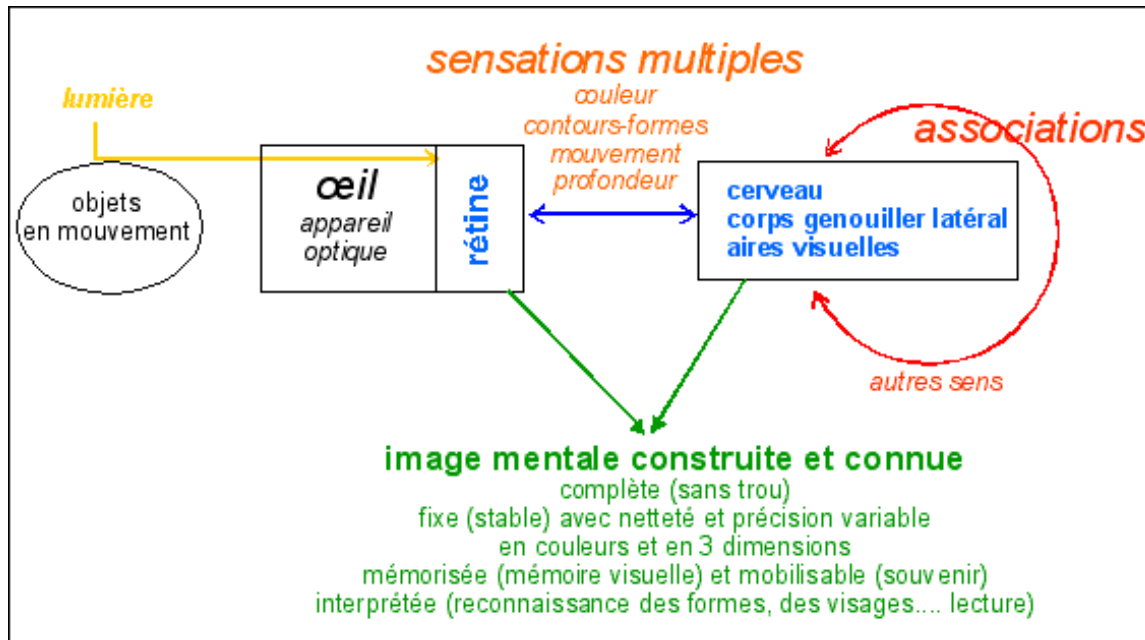 sensations multiples
couleur
contours-formes
mouvement
profondeur
lumière
associations
objets
en mouvement
œil
appareil
optique
rétine
cerveau
corps genouiller latéral
aires visuelles
autres sens
image mentale construite et connue
complète (sans trou)
fixe (stable) avec netteté et précision variable
en couleurs et en 3 dimensions
mémorisée (mémoire visuelle) et mobilisable (souvenir)
interprétée (reconnaissance des formes, des visages.... lecture)